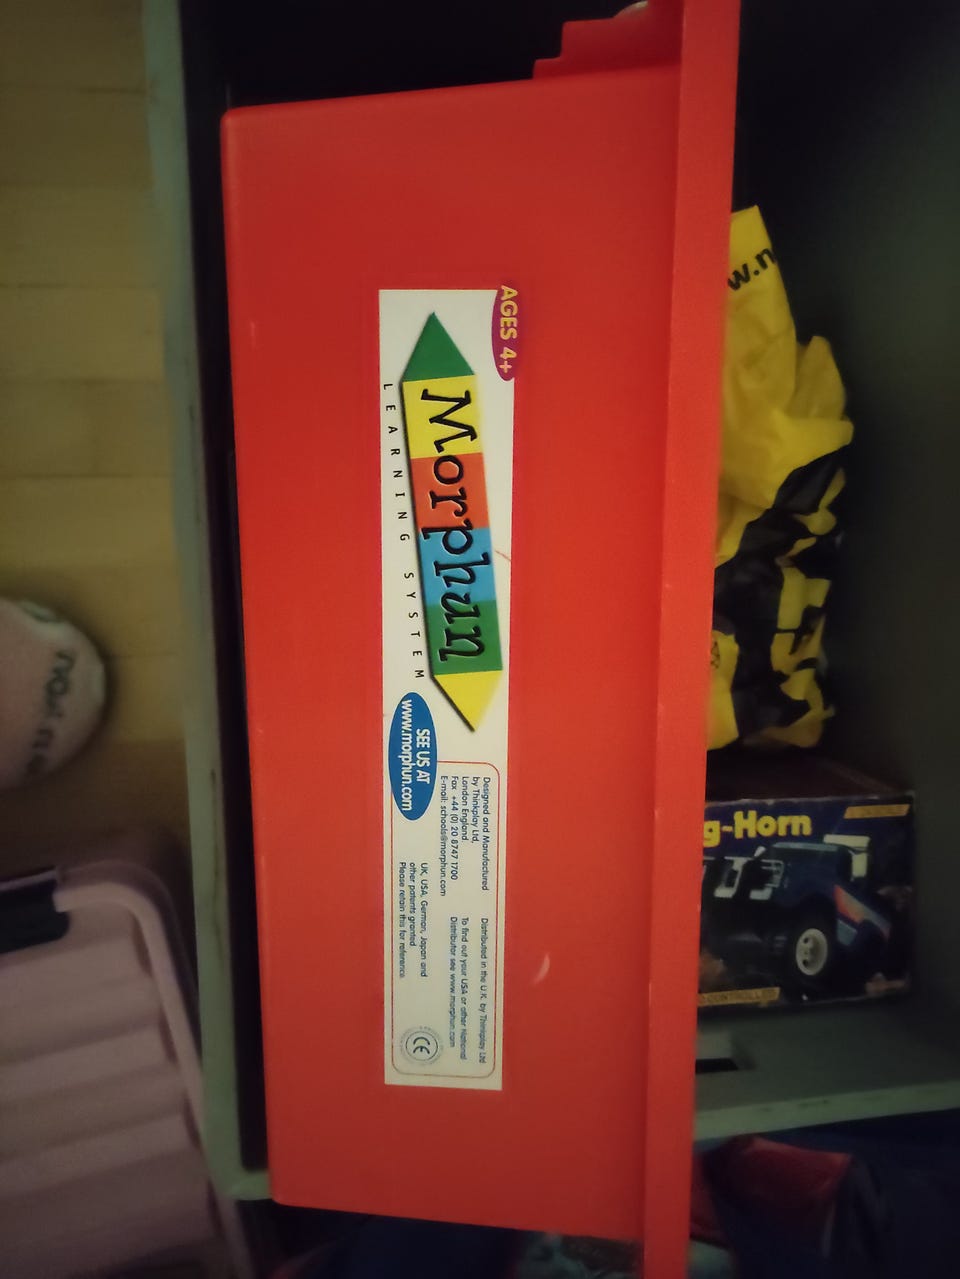 AGES 4+
Morphun
LEARNING SYSTEM
SEE US AT
www.morphun.com
Designed and Manufactured
by Thinkplay Ltd,
London England.
Fax +44 (0) 20 8747 1700
E-mail: schools@morphun.com
UK, USA, German, Japan and
other patents granted.
Please retain this for reference.
Distributed in the U.K. by Thinkplay Ltd
To find out your USA or other National
Distributor see www.morphun.com
CE
w.n
g-Horn
CONTROLLED